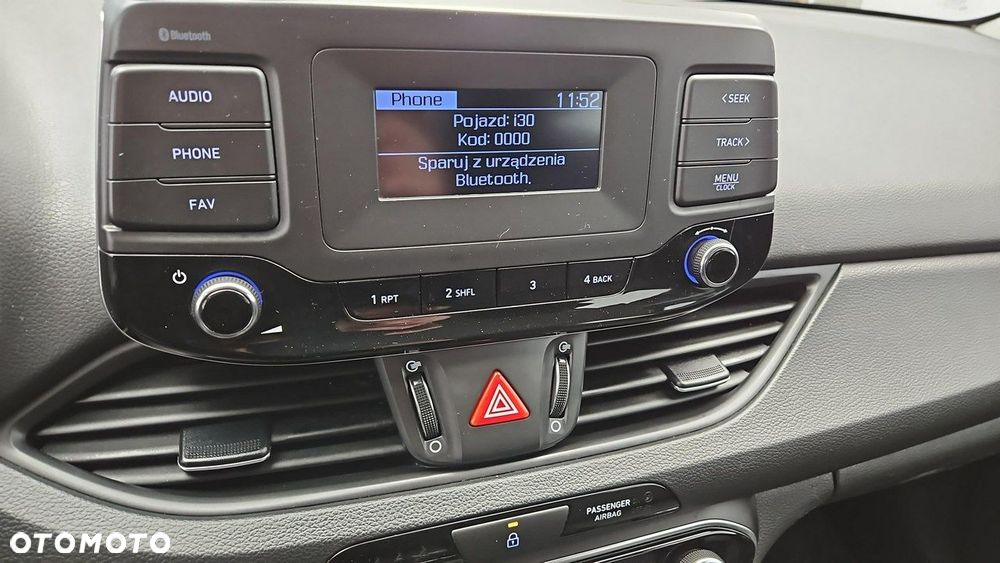 Bluetooth
AUDIO
PHONE
FAV
Phone 11:52
Pojazd: i30
Kod: 0000
Sparuj z urządzenia
Bluetooth.
< SEEK
TRACK >
MENU
CLOCK
1 RPT
2 SHFL
3
4 BACK
PASSENGER
AIRBAG
OTOMOTO